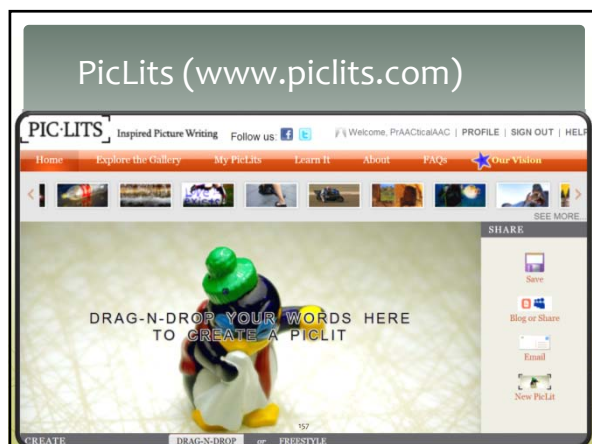 PicLits (www.piclits.com)
PIC·LITS Inspired Picture Writing Follow us: Welcome, PrAACticalAAC | PROFILE | SIGN OUT | HELP
Home Explore the Gallery My PicLits Learn It About FAQs Our Vision
SEE MORE...
SHARE
Save
DRAG-N-DROP YOUR WORDS HERE
TO CREATE A PICLIT
Blog or Share
Email
New PicLit
157
CREATE DRAG-N-DROP or FREESTYLE